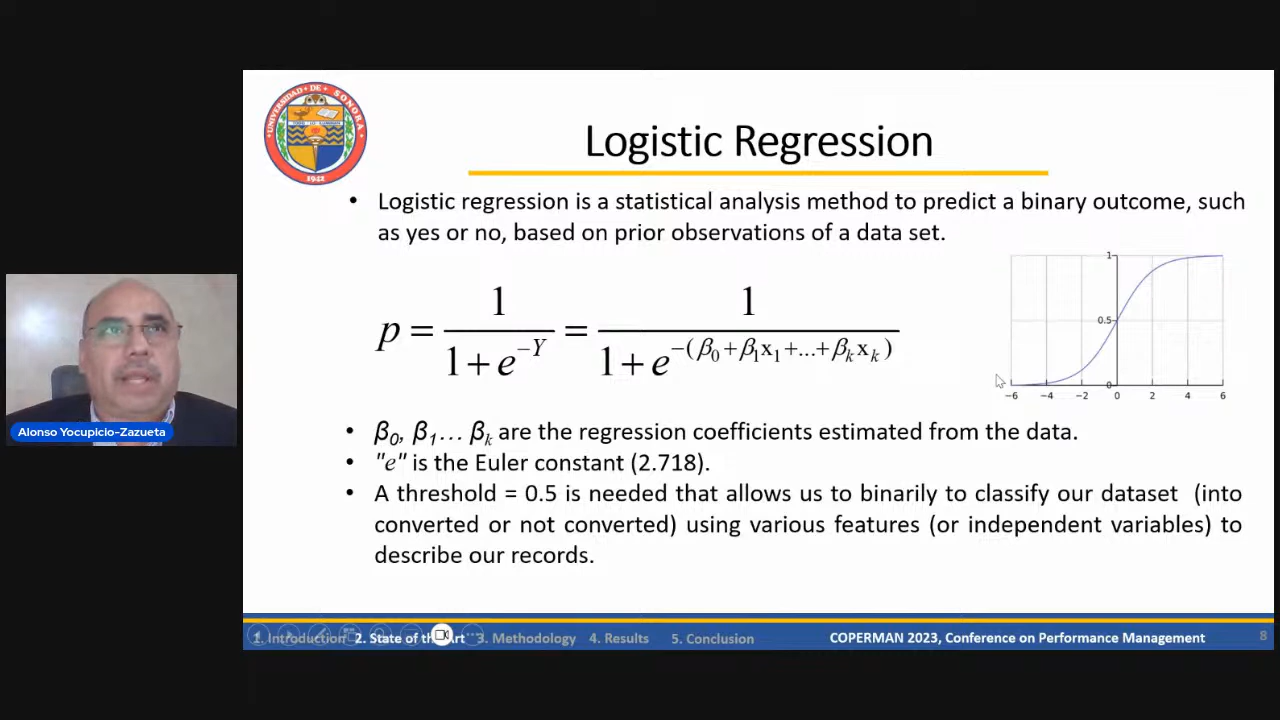 UNIVERSIDAD DE SONORA
1942
Logistic Regression
• Logistic regression is a statistical analysis method to predict a binary outcome, such
as yes or no, based on prior observations of a data set.
p = 1 / (1 + e^{-Y}) = 1 / (1 + e^{-(β₀ + β₁x₁ + ... + βₖxₖ)})
1
0.5
0
-6 -4 -2 0 2 4 6
Alonso Yocupicio-Zazueta
• β₀, β₁... βₖ are the regression coefficients estimated from the data.
• "e" is the Euler constant (2.718).
• A threshold = 0.5 is needed that allows us to binarily to classify our dataset (into
converted or not converted) using various features (or independent variables) to
describe our records.
1. Introduction 2. State of the Art 3. Methodology 4. Results 5. Conclusion COPERMAN 2023, Conference on Performance Management 8